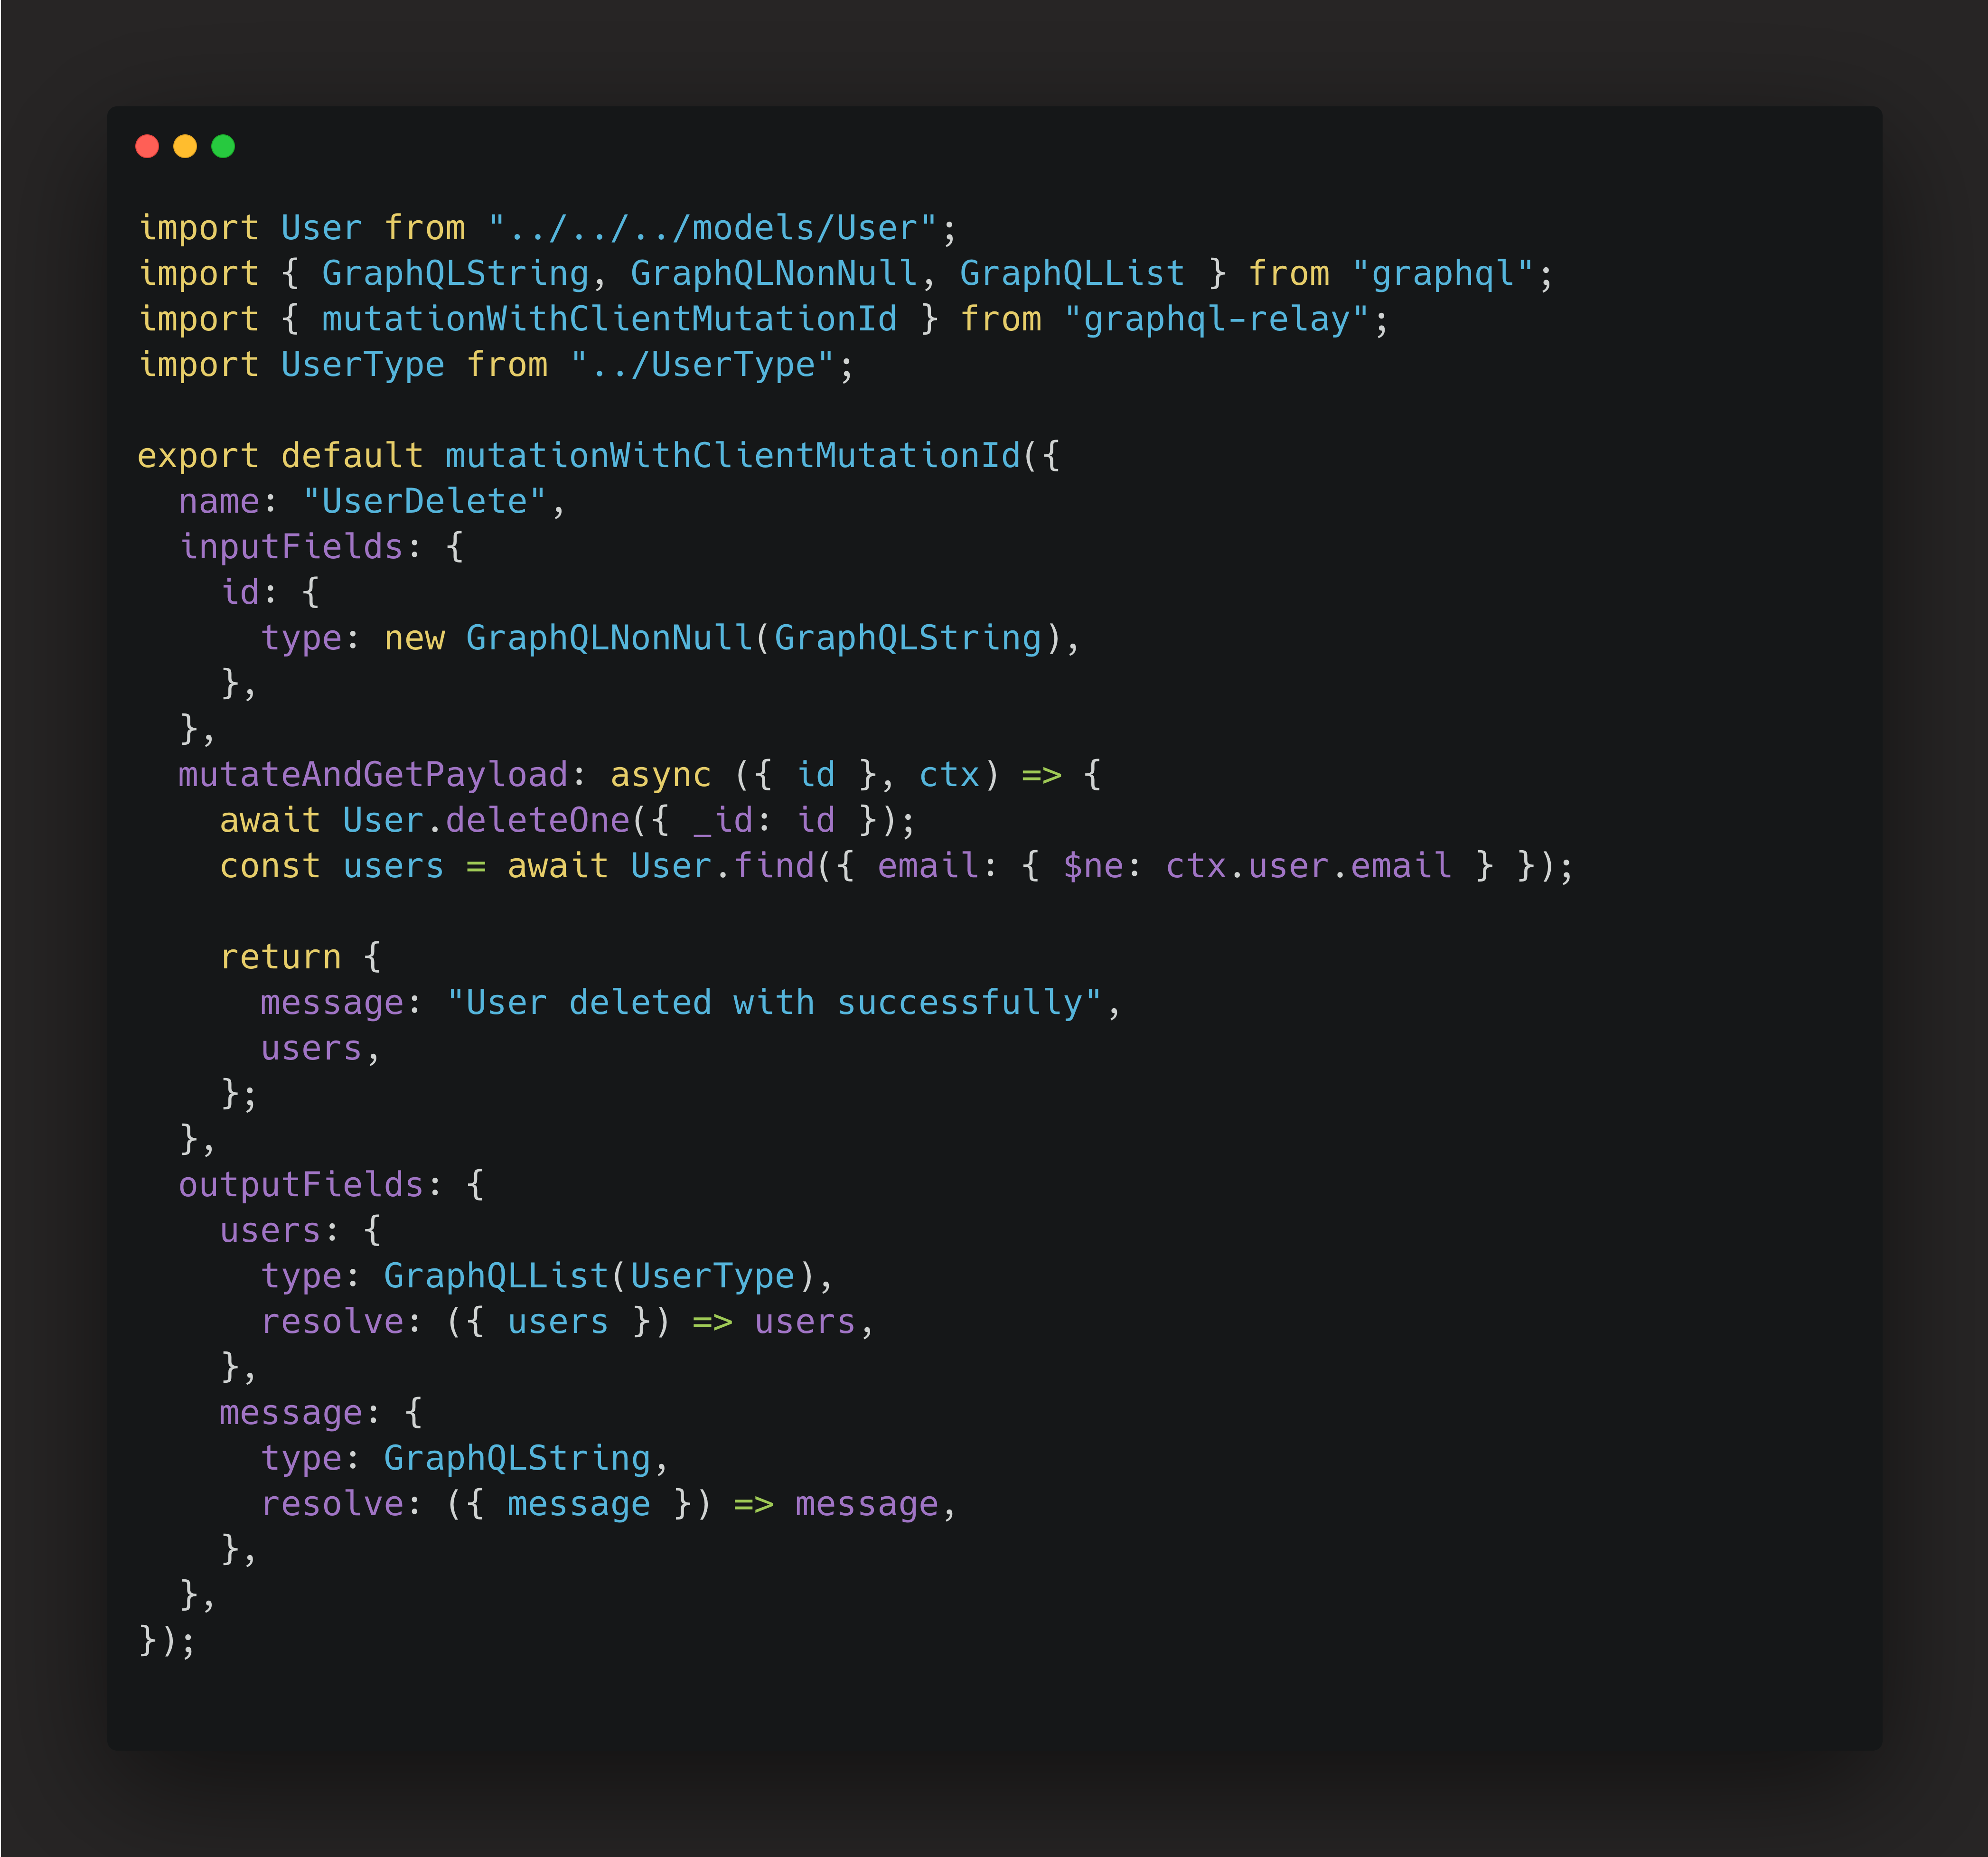 import User from "../../../models/User";
import { GraphQLString, GraphQLNonNull, GraphQLList } from "graphql";
import { mutationWithClientMutationId } from "graphql-relay";
import UserType from "../UserType";

export default mutationWithClientMutationId({
  name: "UserDelete",
  inputFields: {
    id: {
      type: new GraphQLNonNull(GraphQLString),
    },
  },
  mutateAndGetPayload: async ({ id }, ctx) => {
    await User.deleteOne({ _id: id });
    const users = await User.find({ email: { $ne: ctx.user.email } });

    return {
      message: "User deleted with successfully",
      users,
    };
  },
  outputFields: {
    users: {
      type: GraphQLList(UserType),
      resolve: ({ users }) => users,
    },
    message: {
      type: GraphQLString,
      resolve: ({ message }) => message,
    },
  },
});